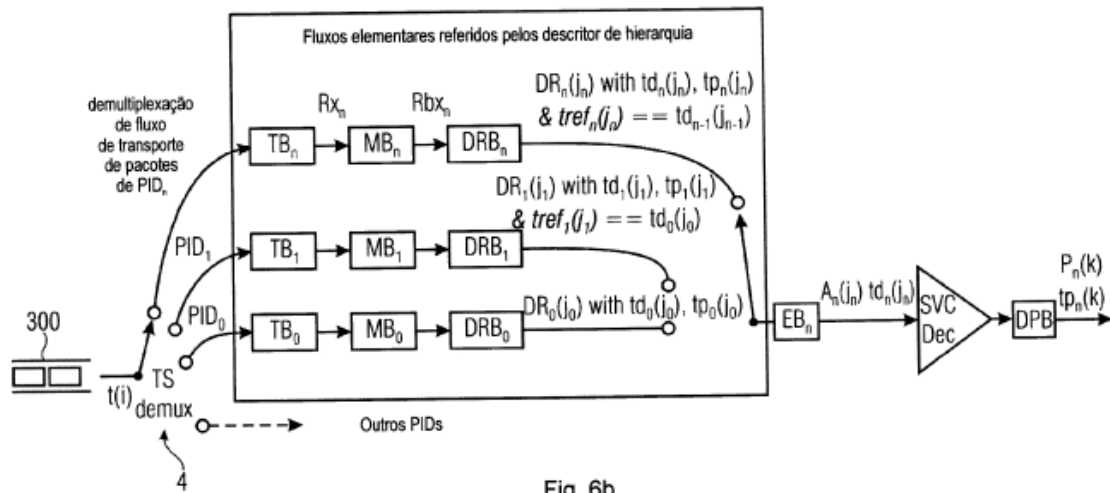 Fluxos elementares referidos pelo descritor de hierarquia
demultiplexação
de fluxo
de transporte
de pacotes
de PIDₙ
Rxₙ
Rbxₙ
DRₙ(jₙ) with tdₙ(jₙ), tpₙ(jₙ)
& trefₙ(jₙ) == tdₙ₋₁(jₙ₋₁)
TBₙ
MBₙ
DRBₙ
DR₁(j₁) with td₁(j₁), tp₁(j₁)
& tref₁(j₁) == td₀(j₀)
PID₁
TB₁
MB₁
DRB₁
PID₀
TB₀
MB₀
DRB₀
DR₀(j₀) with td₀(j₀), tp₀(j₀)
EBₙ
Aₙ(jₙ) tdₙ(jₙ)
SVC
Dec
DPB
Pₙ(k)
tpₙ(k)
300
t(i)
TS
demux
Outros PIDs
4
Fig. 6b